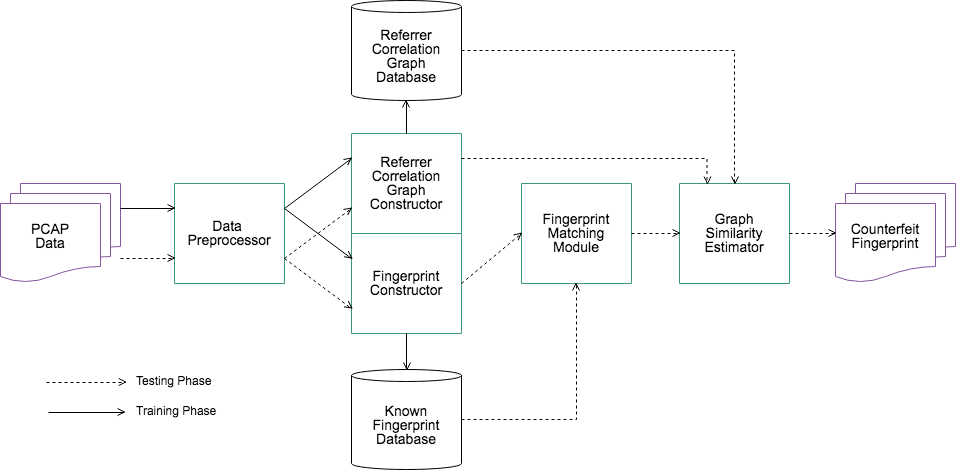 Referrer
Correlation
Graph
Database
Referrer
Correlation
Graph
Constructor
PCAP
Data
Data
Preprocessor
Fingerprint
Matching
Module
Graph
Similarity
Estimator
Counterfeit
Fingerprint
Fingerprint
Constructor
Known
Fingerprint
Database
Testing Phase
Training Phase